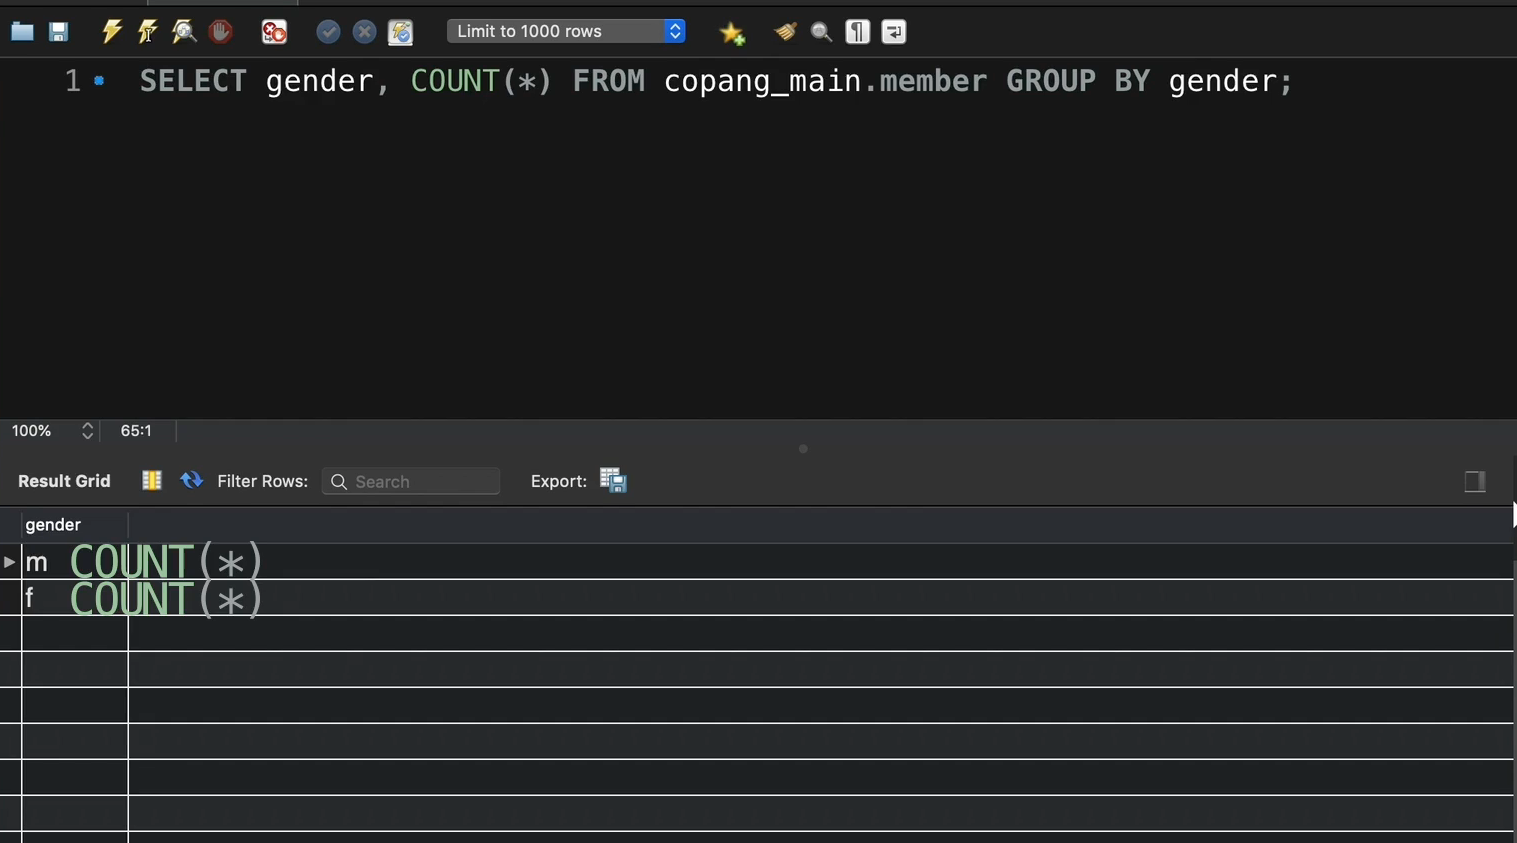 Limit to 1000 rows
1 SELECT gender, COUNT(*) FROM copang_main.member GROUP BY gender;
100% 65:1
Result Grid Filter Rows: Search Export:
gender
m COUNT(*)
f COUNT(*)